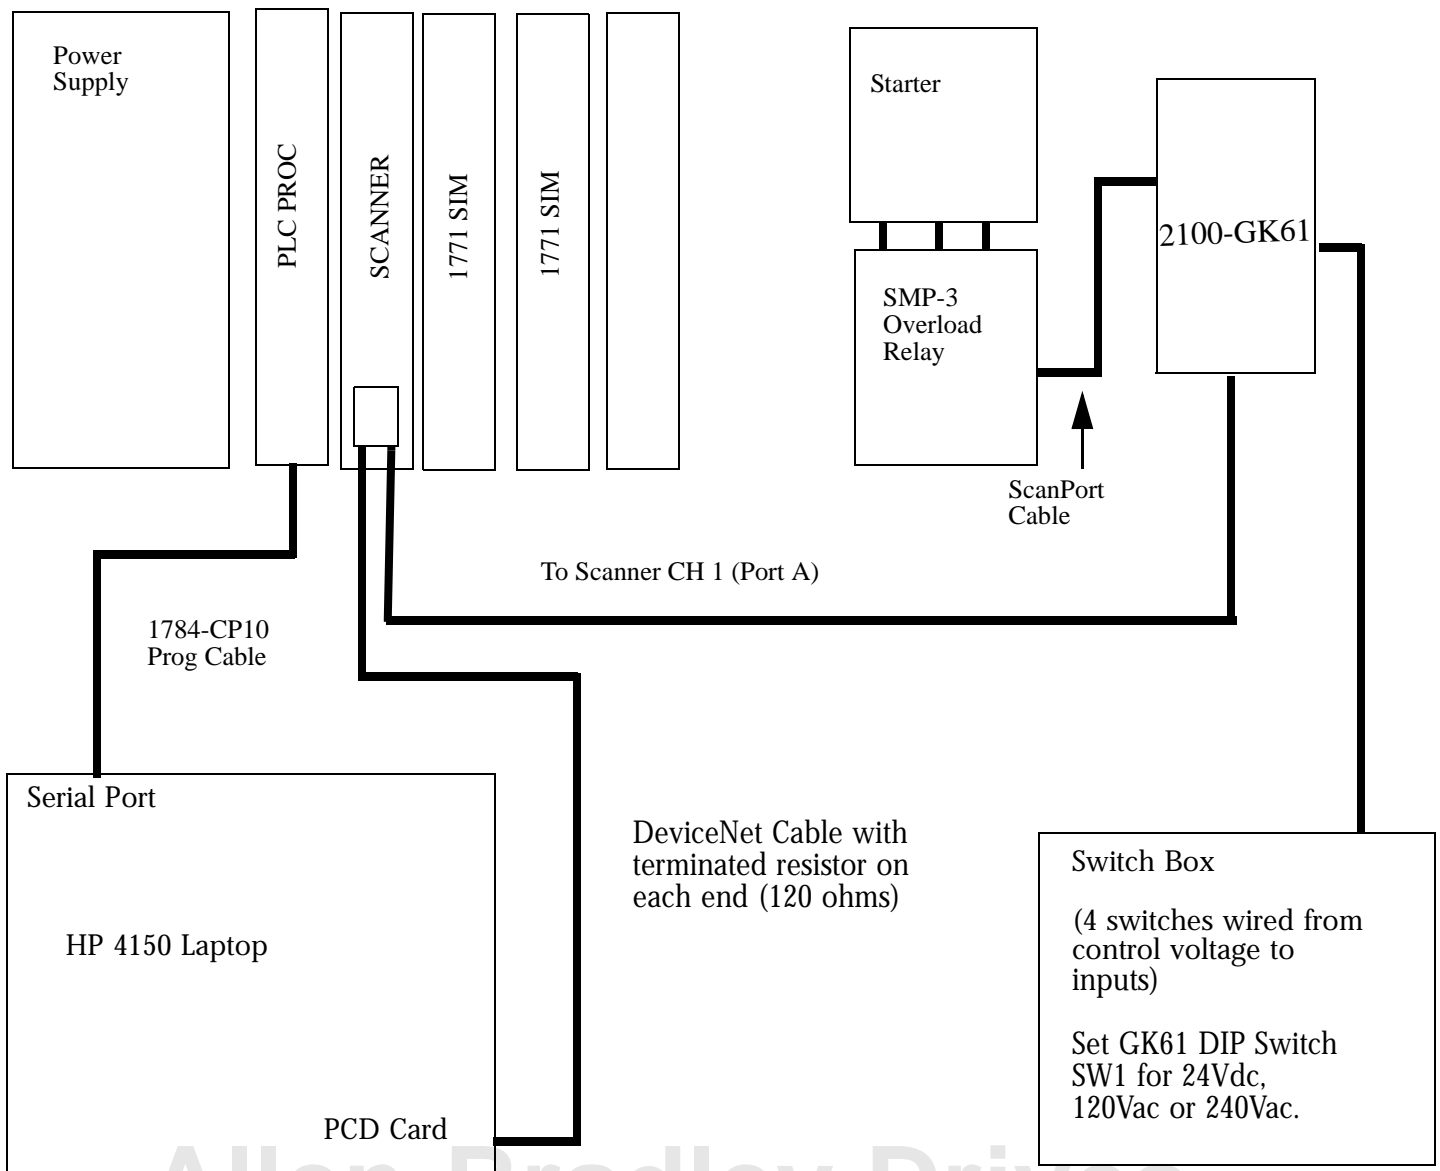 Power
Supply
PLC PROC
SCANNER
1771 SIM
1771 SIM
Starter
2100-GK61
SMP-3
Overload
Relay
ScanPort
Cable
To Scanner CH 1 (Port A)
1784-CP10
Prog Cable
Serial Port
HP 4150 Laptop
PCD Card
DeviceNet Cable with
terminated resistor on
each end (120 ohms)
Switch Box
(4 switches wired from
control voltage to
inputs)
Set GK61 DIP Switch
SW1 for 24Vdc,
120Vac or 240Vac.
Allen-Bradley Drives